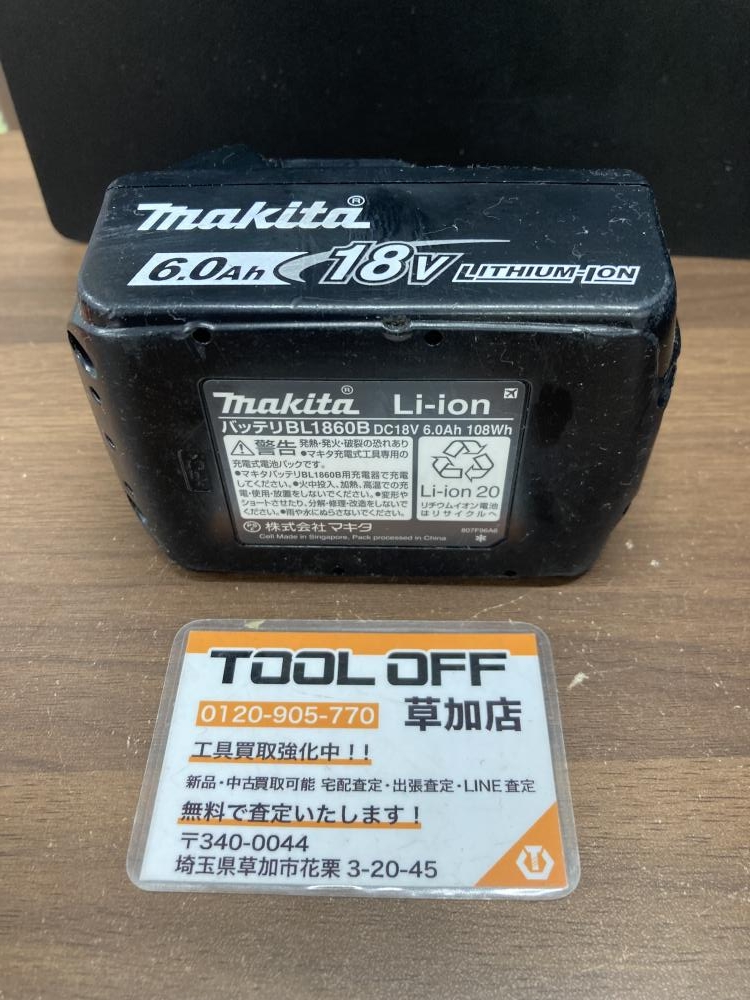 makita®
6.0Ah 18V LITHIUM-ION
makita® Li-ion
バッテリBL1860B DC18V 6.0Ah 108Wh
警告 発熱・発火・破裂の恐れあり
●マキタ充電式工具専用の
充電式電池パックです。
●マキタバッテリBL1860B用充電器で充電
してください。●火中投入、加熱、高温での充
電・使用・放置をしないでください。●変形や
ショートさせたり、分解・修理・改造をしないで
ください。●雨や水にぬらさないでください。
Li-ion 20
リチウムイオン電池
はリサイクルへ
株式会社マキタ
Cell Made in Singapore, Pack processed in China
TOOL OFF
0120-905-770 草加店
工具買取強化中！！
新品・中古買取可能 宅配査定・出張査定・LINE査定
無料で査定いたします！
〒340-0044
埼玉県草加市花栗 3-20-45